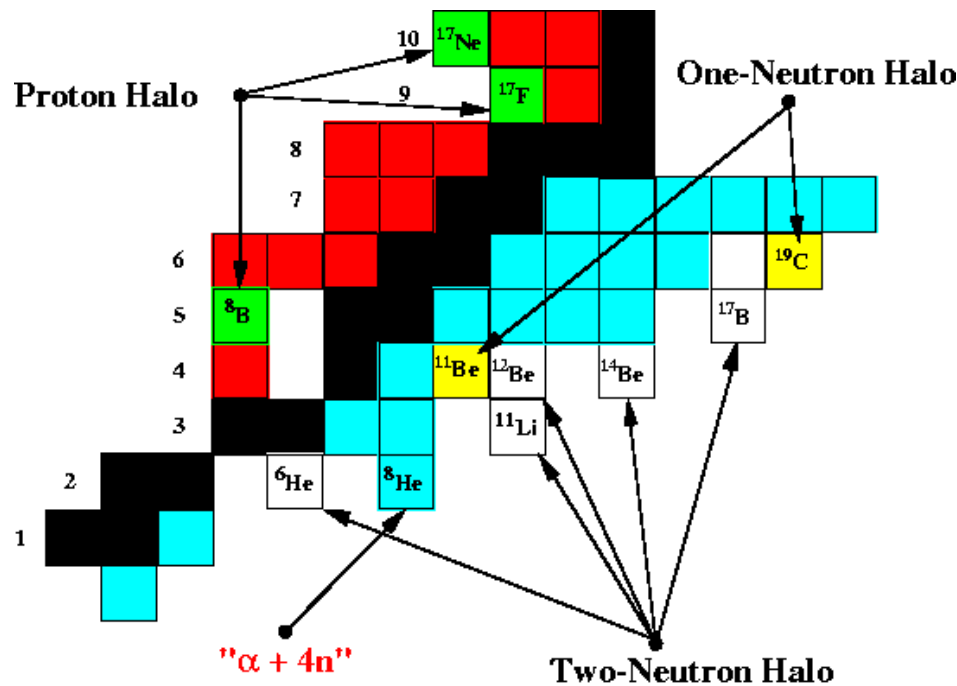 10 ¹⁷Ne
One-Neutron Halo
Proton Halo
9 ¹⁷F
8
7
6 ¹⁹C
5 ⁸B ¹⁷B
4 ¹¹Be ¹²Be ¹⁴Be
3 ¹¹Li
2 ⁶He ⁸He
1
"α + 4n"
Two-Neutron Halo